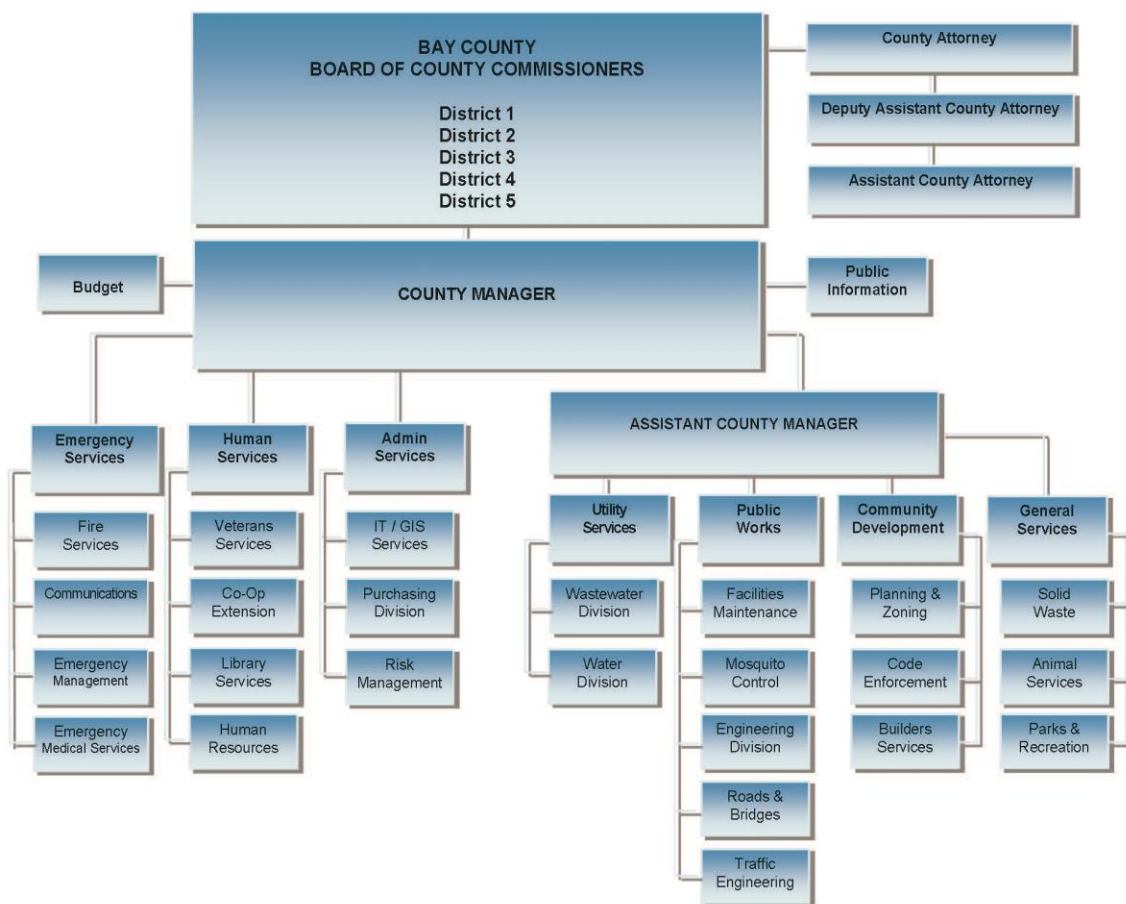 BAY COUNTY
BOARD OF COUNTY COMMISSIONERS
District 1
District 2
District 3
District 4
District 5
County Attorney
Deputy Assistant County Attorney
Assistant County Attorney
Budget
COUNTY MANAGER
Public
Information
ASSISTANT COUNTY MANAGER
Emergency
Services
Fire
Services
Communications
Emergency
Management
Emergency
Medical Services
Human
Services
Veterans
Services
Co-Op
Extension
Library
Services
Human
Resources
Admin
Services
IT / GIS
Services
Purchasing
Division
Risk
Management
Utility
Services
Wastewater
Division
Water
Division
Public
Works
Facilities
Maintenance
Mosquito
Control
Engineering
Division
Roads &
Bridges
Traffic
Engineering
Community
Development
Planning &
Zoning
Code
Enforcement
Builders
Services
General
Services
Solid
Waste
Animal
Services
Parks &
Recreation